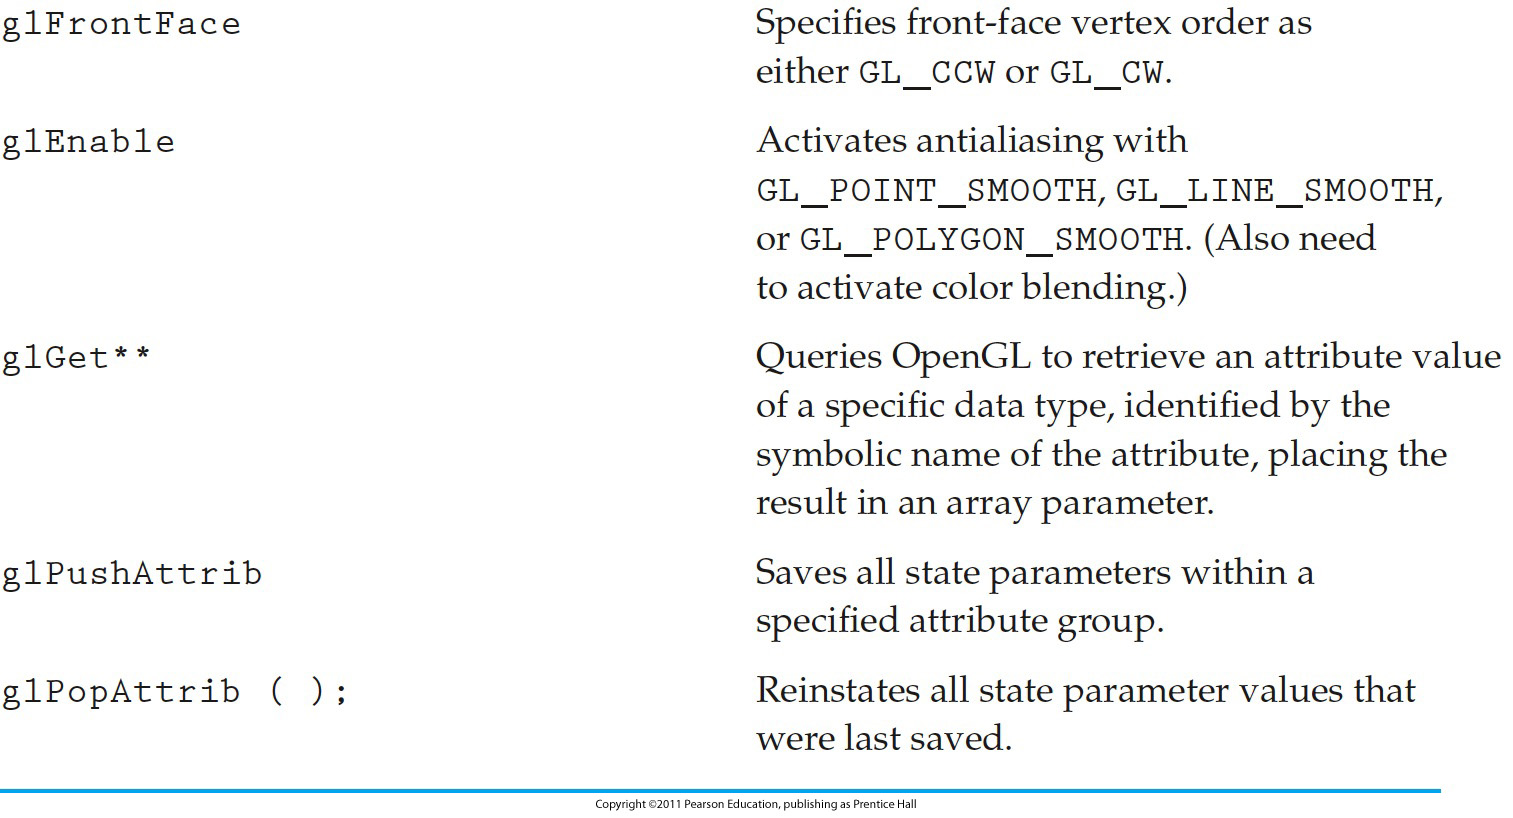 glFrontFace Specifies front-face vertex order as
either GL_CCW or GL_CW.
glEnable Activates antialiasing with
GL_POINT_SMOOTH, GL_LINE_SMOOTH,
or GL_POLYGON_SMOOTH. (Also need
to activate color blending.)
glGet** Queries OpenGL to retrieve an attribute value
of a specific data type, identified by the
symbolic name of the attribute, placing the
result in an array parameter.
glPushAttrib Saves all state parameters within a
specified attribute group.
glPopAttrib ( ); Reinstates all state parameter values that
were last saved.
Copyright ©2011 Pearson Education, publishing as Prentice Hall